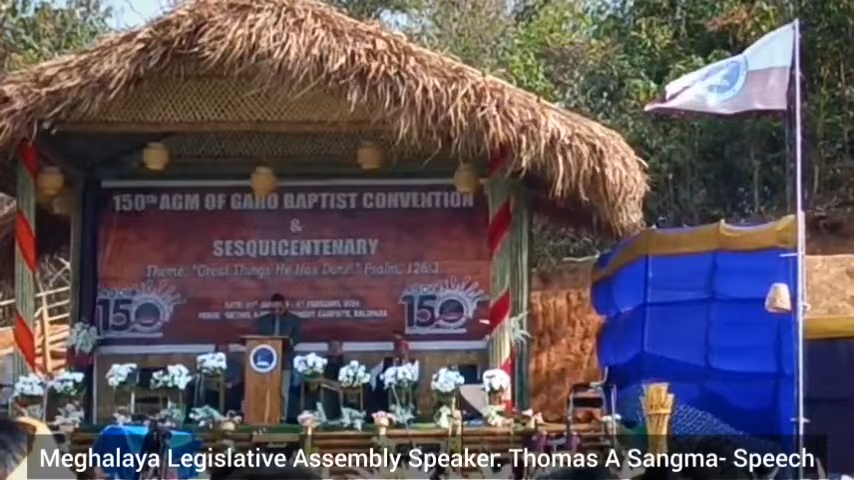 150th AGM OF GARO BAPTIST CONVENTION
&
SESQUICENTENARY
Theme: "Great Things He Has Done" Psalm. 126:3
150
150
Meghalaya Legislative Assembly Speaker: Thomas A Sangma- Speech